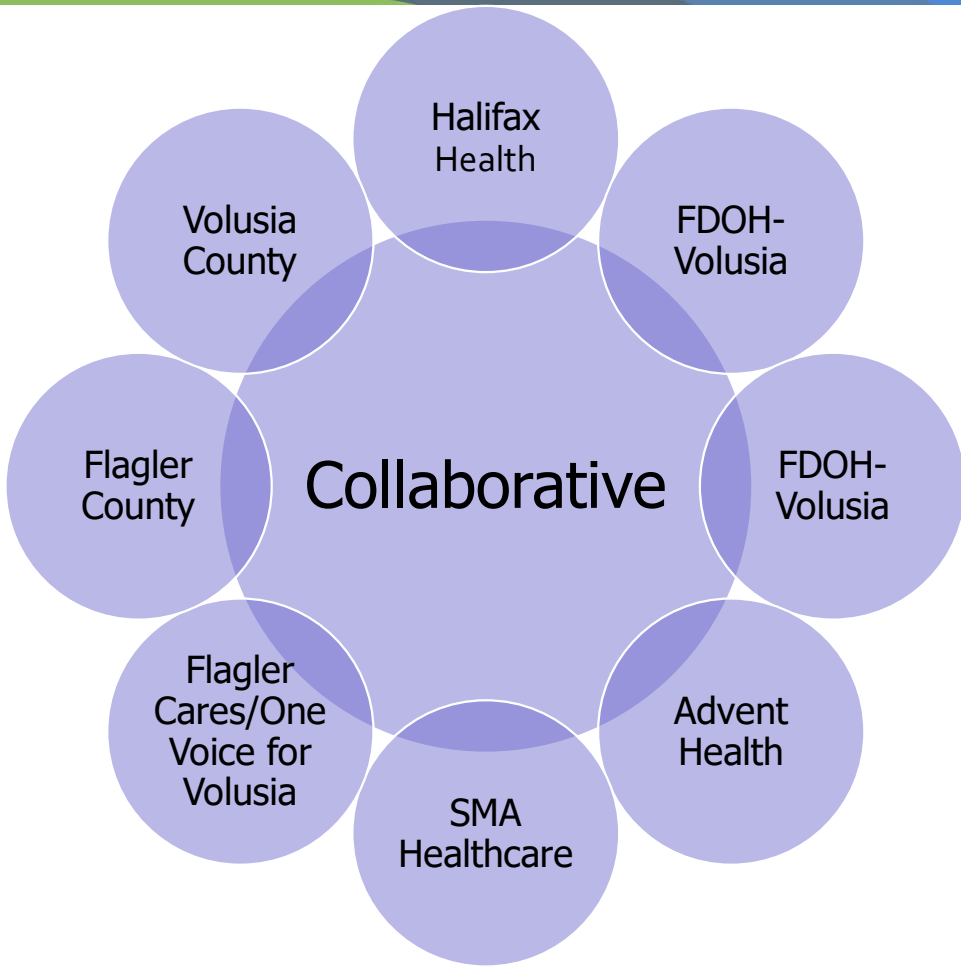 Halifax
Health
FDOH-
Volusia
FDOH-
Volusia
Advent
Health
SMA
Healthcare
Flagler
Cares/One
Voice for
Volusia
Flagler
County
Volusia
County
Collaborative